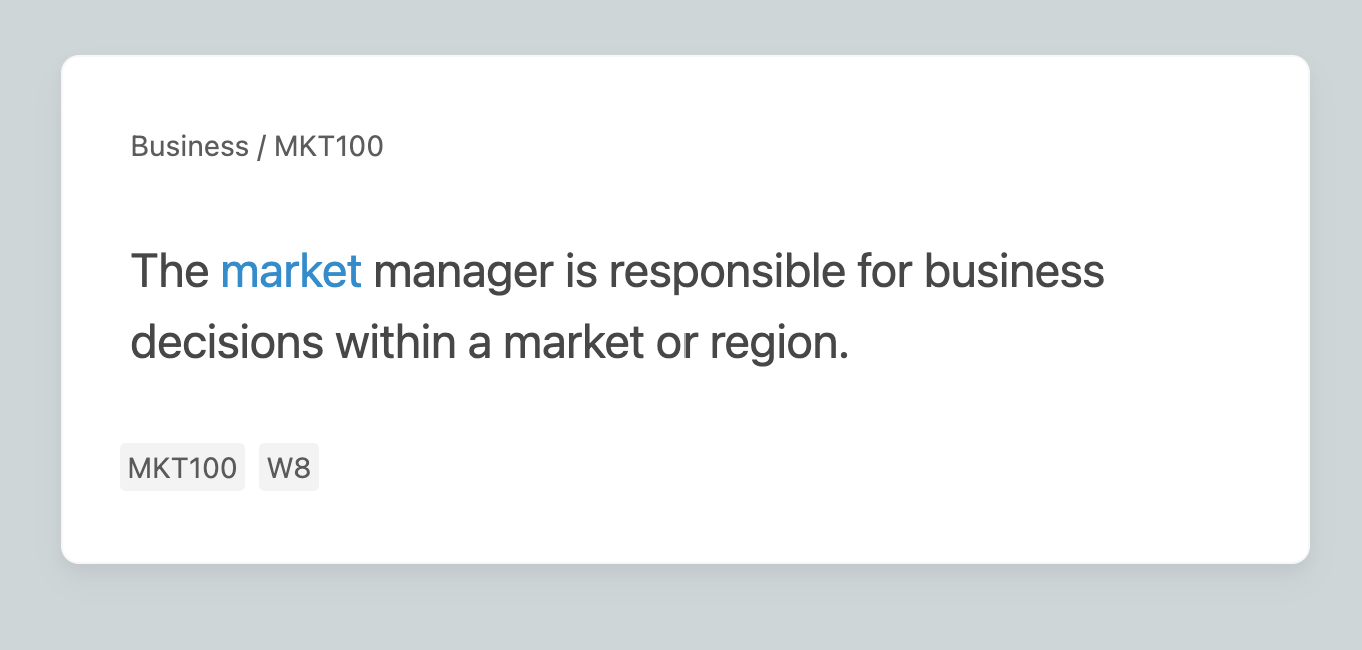 Business / MKT100
The market manager is responsible for business
decisions within a market or region.
MKT100 W8